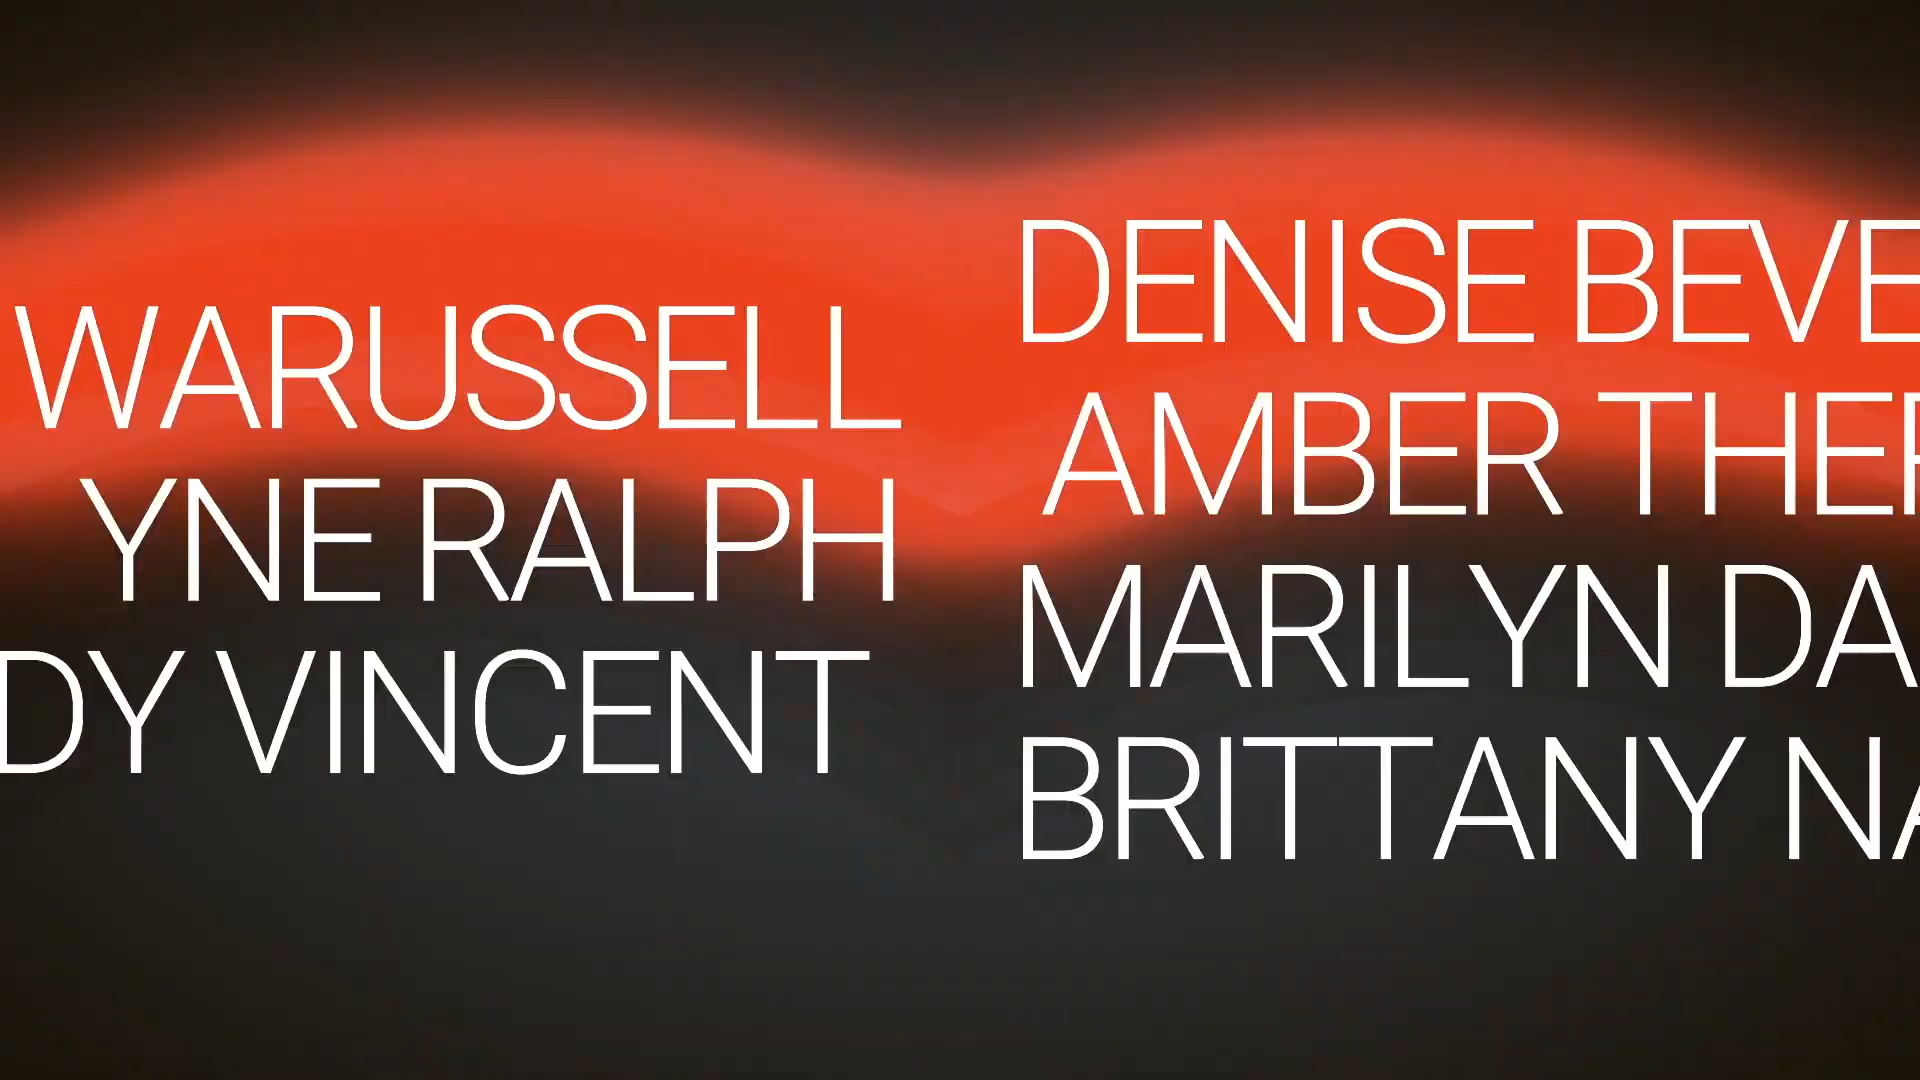 WARUSSELL
YNE RALPH
DY VINCENT
DENISE BEVE
AMBER THER
MARILYN DA
BRITTANY NA